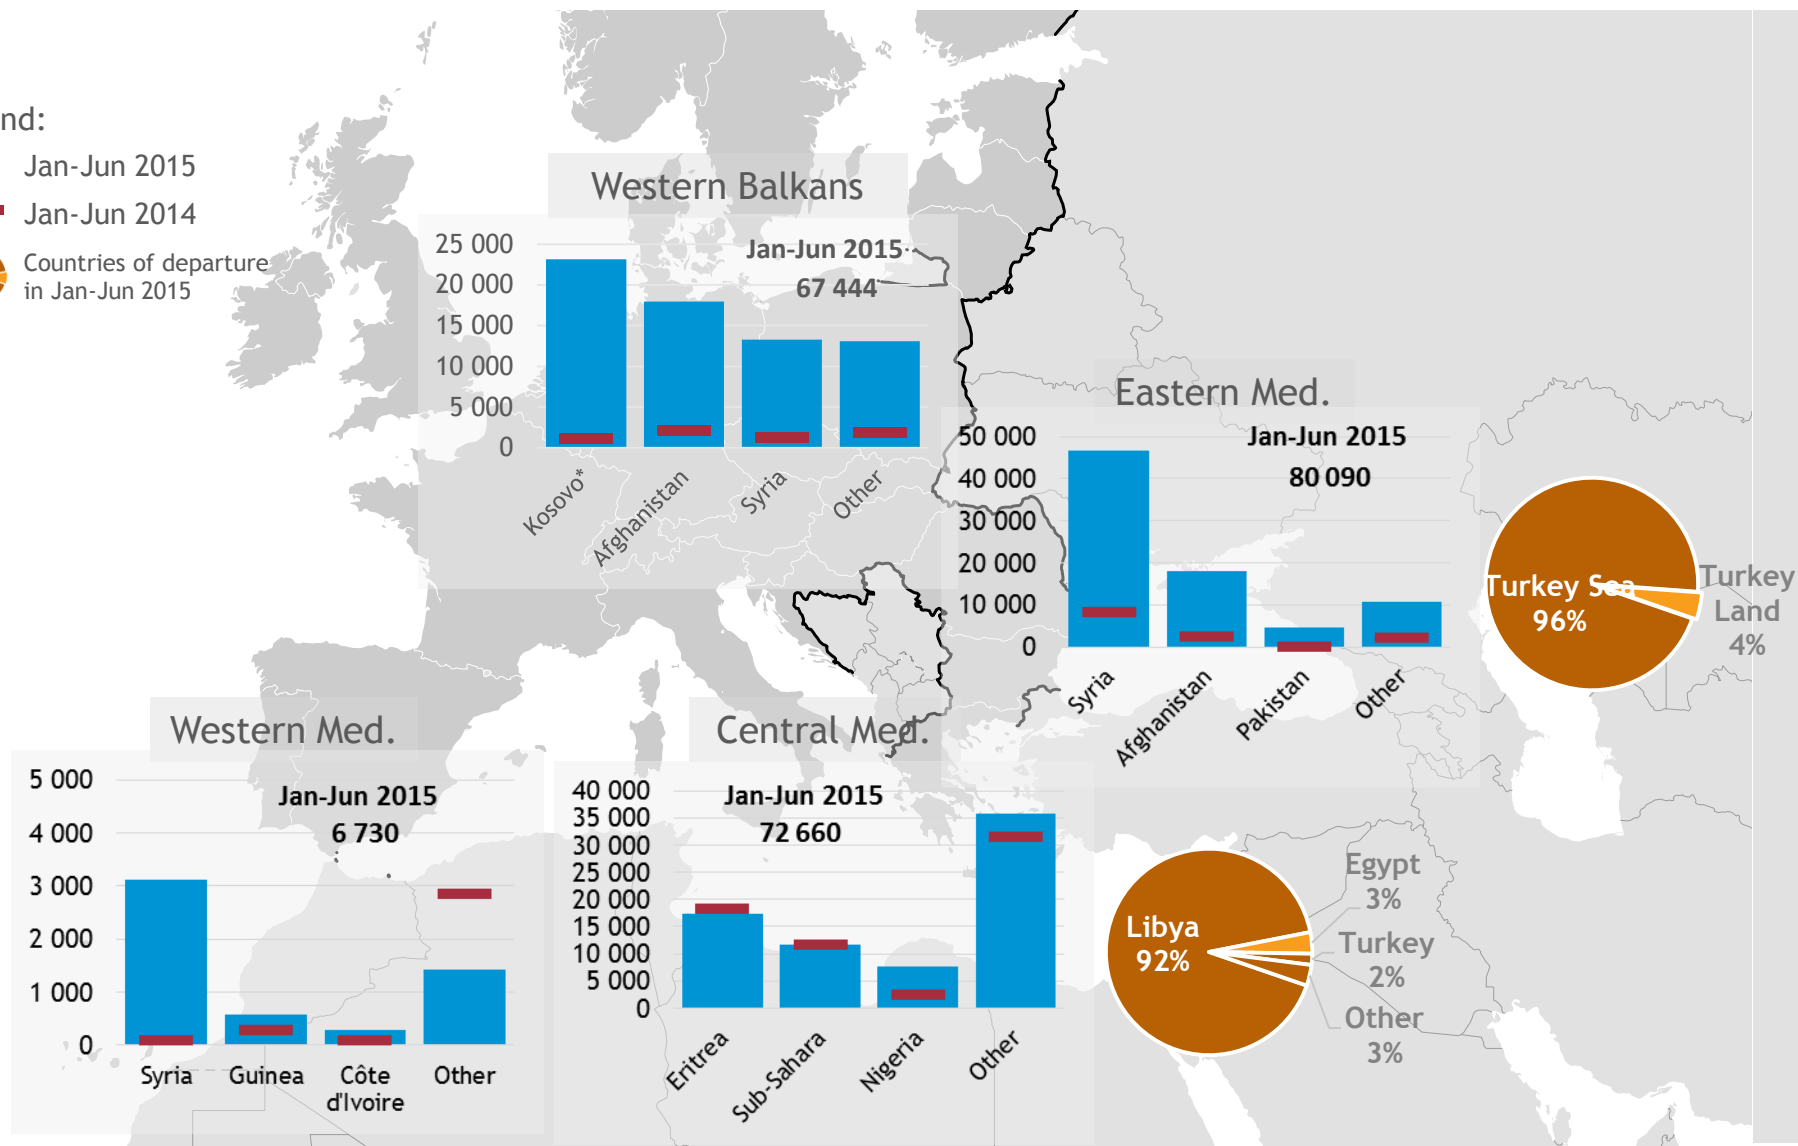 nd:
Jan-Jun 2015
Jan-Jun 2014
Countries of departure
in Jan-Jun 2015
Western Balkans
Jan-Jun 2015
67 444
25 000
20 000
15 000
10 000
5 000
0
Kosovo*
Afghanistan
Syria
Other
Eastern Med.
Jan-Jun 2015
80 090
50 000
40 000
30 000
20 000
10 000
0
Syria
Afghanistan
Pakistan
Other
Turkey Sea
96%
Turkey
Land
4%
Western Med.
Jan-Jun 2015
6 730
5 000
4 000
3 000
2 000
1 000
0
Syria
Guinea
Côte
d'Ivoire
Other
Central Med.
Jan-Jun 2015
72 660
40 000
35 000
30 000
25 000
20 000
15 000
10 000
5 000
0
Eritrea
Sub-Sahara
Nigeria
Other
Libya
92%
Egypt
3%
Turkey
2%
Other
3%